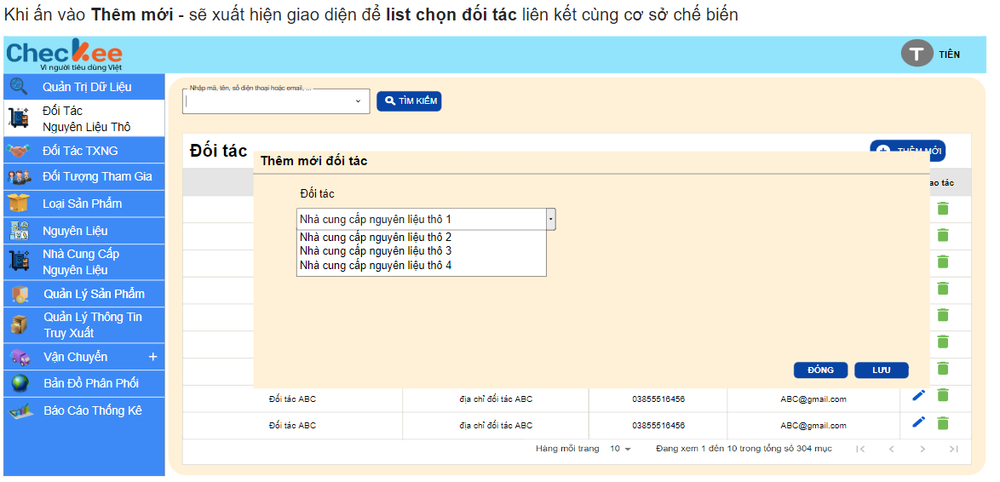 Khi ấn vào Thêm mới - sẽ xuất hiện giao diện để list chọn đối tác liên kết cùng cơ sở chế biến
CHECKEE
Vì người tiêu dùng Việt
T TIÊN
Quản Trị Dữ Liệu
Đối Tác
Nguyên Liệu Thô
Đối Tác TXNG
Đối Tượng Tham Gia
Loại Sản Phẩm
Nguyên Liệu
Nhà Cung Cấp
Nguyên Liệu
Quản Lý Sản Phẩm
Quản Lý Thông Tin
Truy Xuất
Vận Chuyển +
Bản Đồ Phân Phối
Báo Cáo Thống Kê
Nhập mã, tên, số điện thoại hoặc email, ...
TÌM KIẾM
Đối tác
THÊM MỚI
ao tác
Thêm mới đối tác
Đối tác
Nhà cung cấp nguyên liệu thô 1
Nhà cung cấp nguyên liệu thô 2
Nhà cung cấp nguyên liệu thô 3
Nhà cung cấp nguyên liệu thô 4
ĐÓNG LƯU
Đối tác ABC địa chỉ đối tác ABC 03855516456 ABC@gmail.com
Đối tác ABC địa chỉ đối tác ABC 03855516456 ABC@gmail.com
Hàng mỗi trang 10 Đang xem 1 đến 10 trong tổng số 304 mục